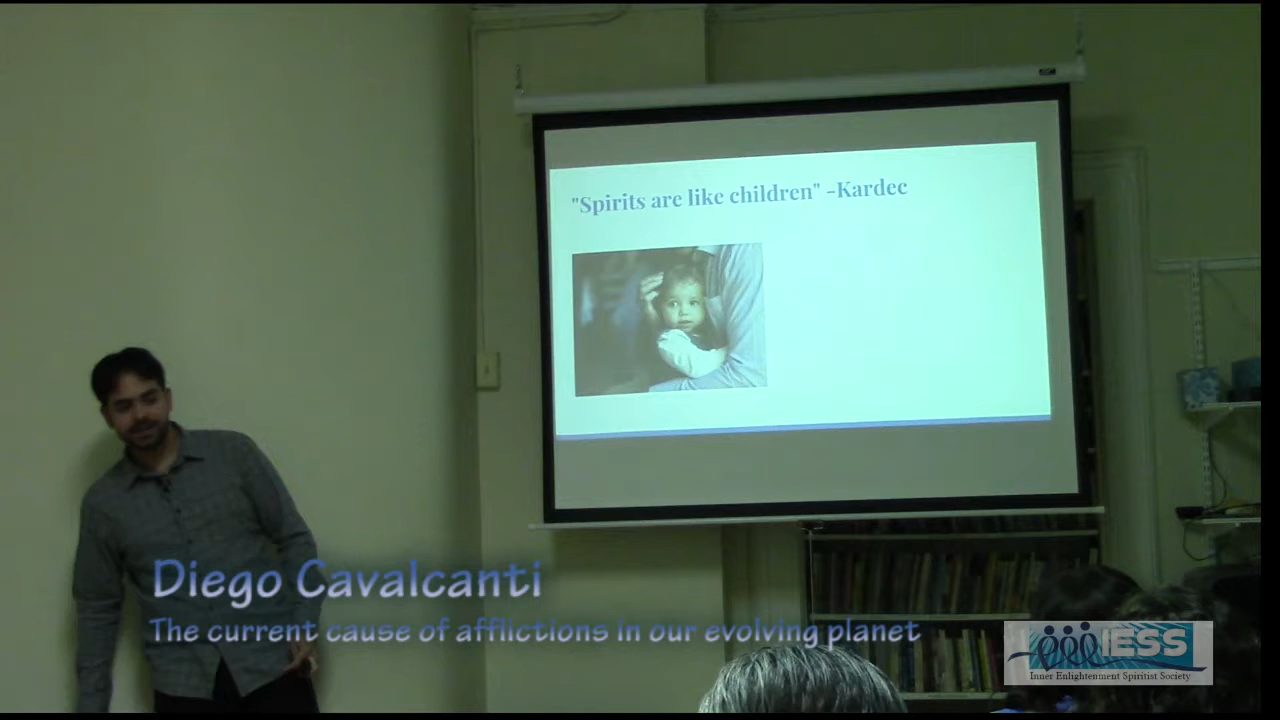 "Spirits are like children" -Kardec
Diego Cavalcanti
The current cause of afflictions in our evolving planet
IESS
Inner Enlightenment Spiritist Society